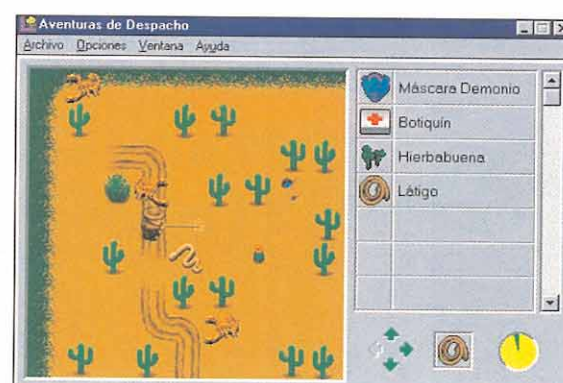 Aventuras de Despacho
Archivo Opciones Ventana Ayuda
Máscara Demonio
Botiquín
Hierbabuena
Látigo